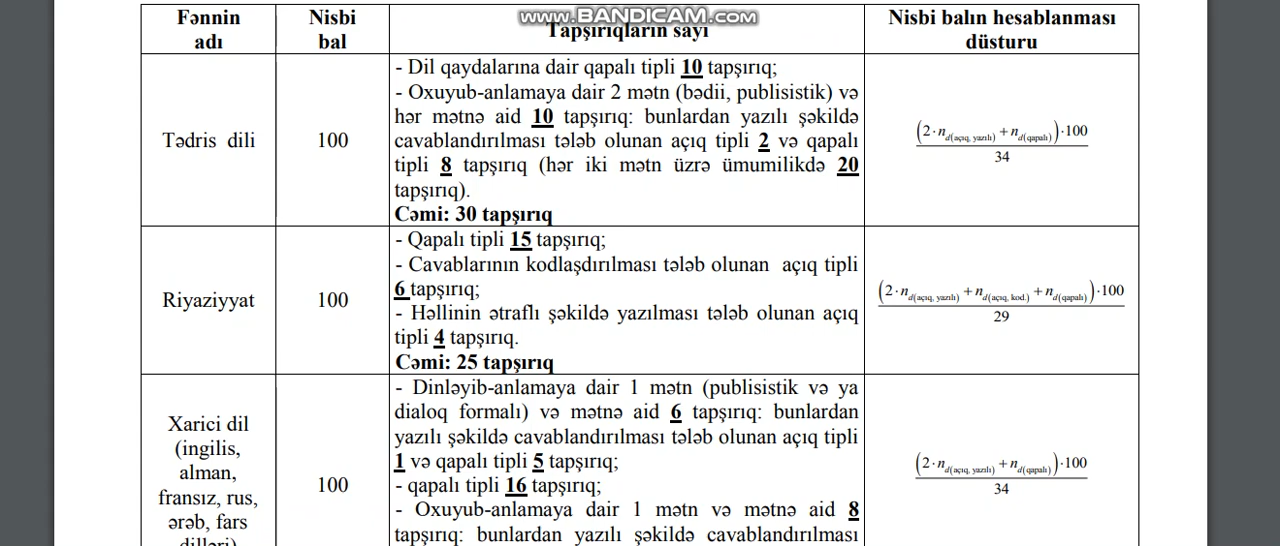 www.BANDICAM.com
Fənnin
adı
Nisbi
bal
Tapşırıqların sayı
Nisbi balın hesablanması
düsturu
Tədris dili
100
- Dil qaydalarına dair qapalı tipli 10 tapşırıq;
- Oxuyub-anlamaya dair 2 mətn (bədii, publisistik) və
hər mətnə aid 10 tapşırıq: bunlardan yazılı şəkildə
cavablandırılması tələb olunan açıq tipli 2 və qapalı
tipli 8 tapşırıq (hər iki mətn üzrə ümumilikdə 20
tapşırıq).
Cəmi: 30 tapşırıq
(2·n_d(açıq, yazılı) + n_d(qapalı))·100
34
Riyaziyyat
100
- Qapalı tipli 15 tapşırıq;
- Cavablarının kodlaşdırılması tələb olunan açıq tipli
6 tapşırıq;
- Həllinin ətraflı şəkildə yazılması tələb olunan açıq
tipli 4 tapşırıq.
Cəmi: 25 tapşırıq
(2·n_d(açıq, yazılı) + n_d(açıq, kod.) + n_d(qapalı))·100
29
Xarici dil
(ingilis,
alman,
fransız, rus,
ərəb, fars
dilləri)
100
- Dinləyib-anlamaya dair 1 mətn (publisistik və ya
dialoq formalı) və mətnə aid 6 tapşırıq: bunlardan
yazılı şəkildə cavablandırılması tələb olunan açıq tipli
1 və qapalı tipli 5 tapşırıq;
- qapalı tipli 16 tapşırıq;
- Oxuyub-anlamaya dair 1 mətn və mətnə aid 8
tapşırıq: bunlardan yazılı şəkildə cavablandırılması
(2·n_d(açıq, yazılı) + n_d(qapalı))·100
34